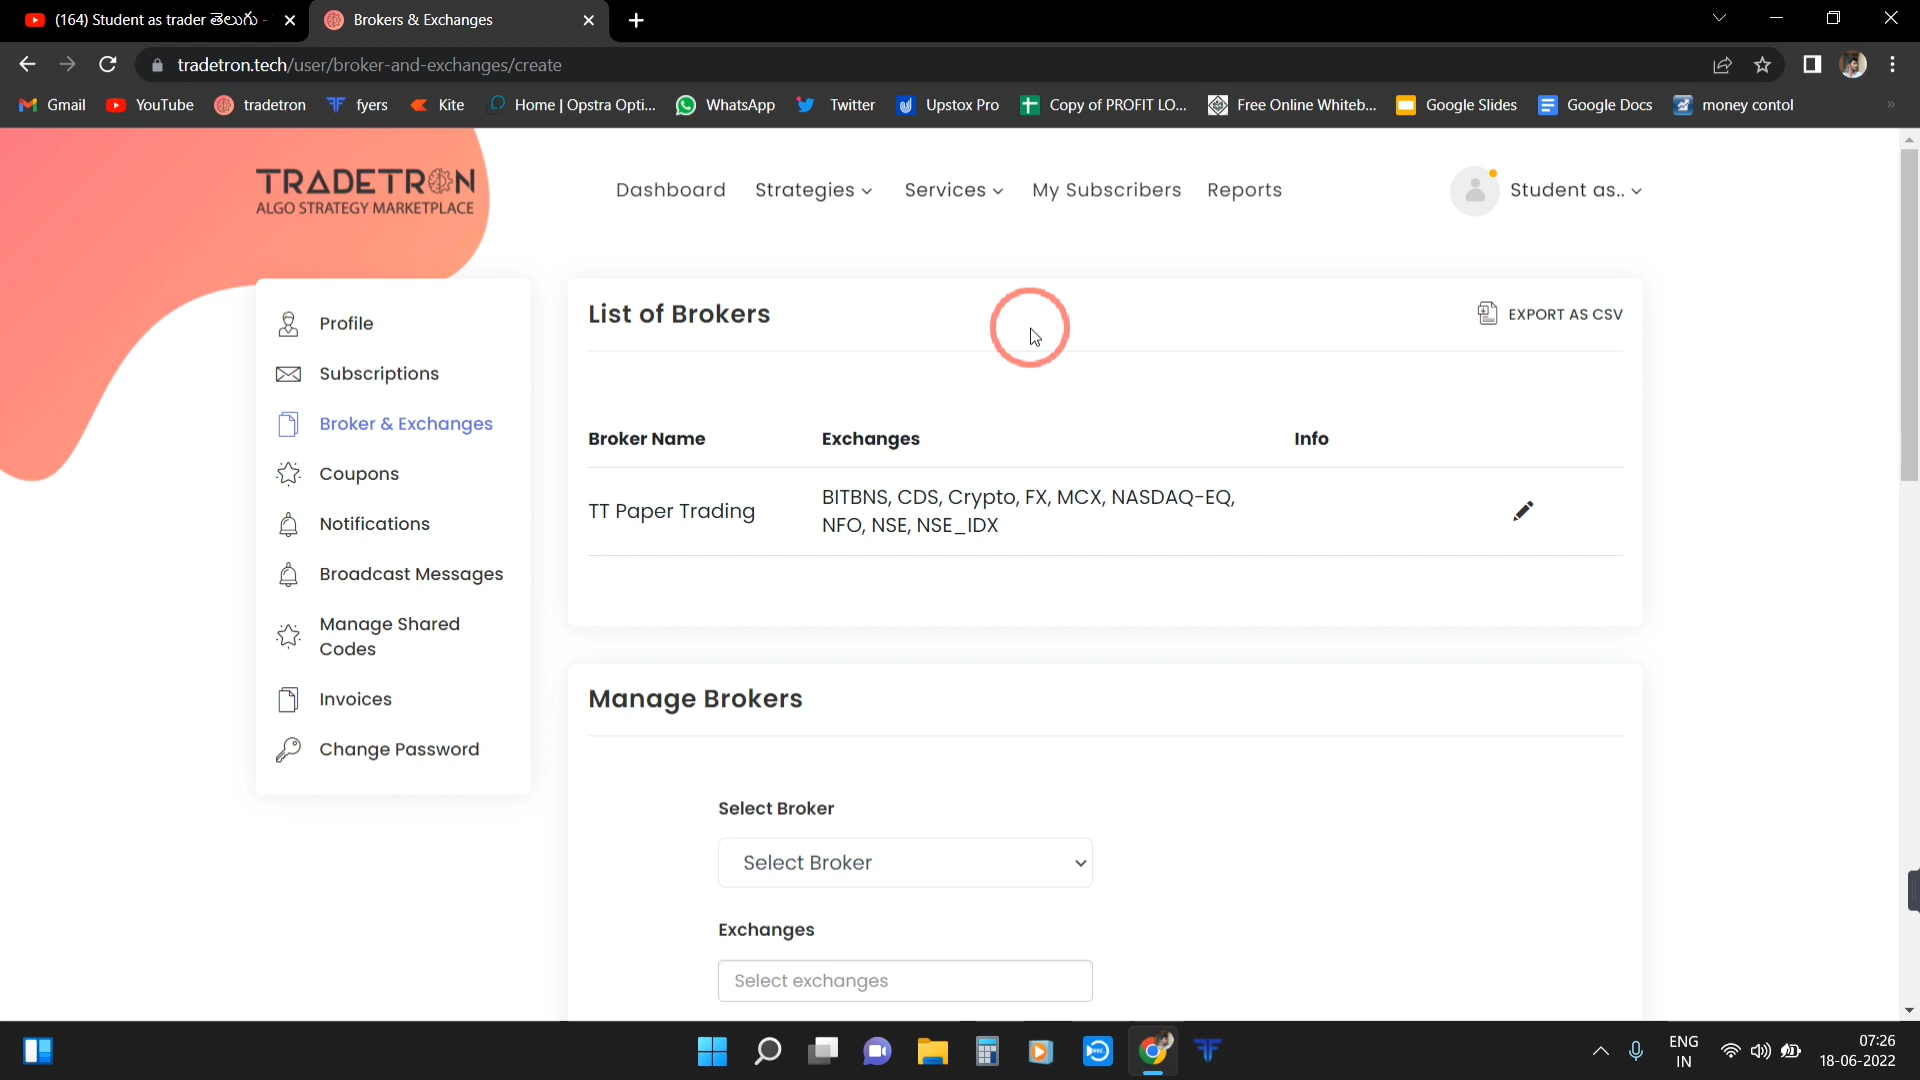 (164) Student as trader తెలుగు -
Brokers & Exchanges
tradetron.tech/user/broker-and-exchanges/create
Gmail
YouTube
tradetron
fyers
Kite
Home | Opstra Opti...
WhatsApp
Twitter
Upstox Pro
Copy of PROFIT LO...
Free Online Whiteb...
Google Slides
Google Docs
money contol
»
TRADETRON
ALGO STRATEGY MARKETPLACE
Dashboard
Strategies
Services
My Subscribers
Reports
Student as..
Profile
Subscriptions
Broker & Exchanges
Coupons
Notifications
Broadcast Messages
Manage Shared
Codes
Invoices
Change Password
List of Brokers
EXPORT AS CSV
Broker Name
Exchanges
Info
TT Paper Trading
BITBNS, CDS, Crypto, FX, MCX, NASDAQ-EQ,
NFO, NSE, NSE_IDX
Manage Brokers
Select Broker
Select Broker
Exchanges
Select exchanges
ENG
IN
07:26
18-06-2022